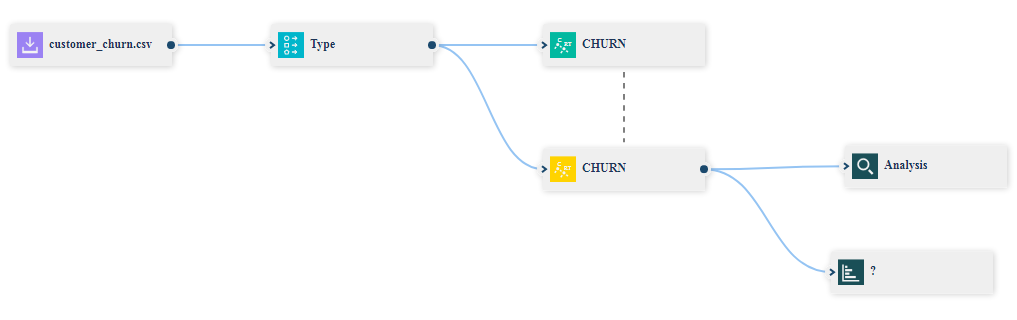 customer_churn.csv
Type
CHURN
CHURN
Analysis
?